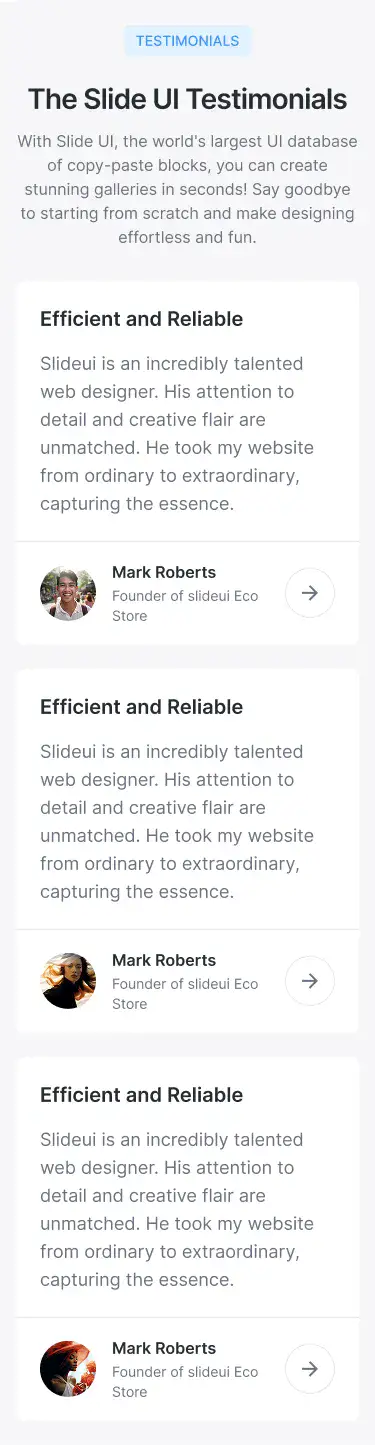 TESTIMONIALS
The Slide UI Testimonials
With Slide UI, the world's largest UI database
of copy-paste blocks, you can create
stunning galleries in seconds! Say goodbye
to starting from scratch and make designing
effortless and fun.
Efficient and Reliable
Slideui is an incredibly talented
web designer. His attention to
detail and creative flair are
unmatched. He took my website
from ordinary to extraordinary,
capturing the essence.
Mark Roberts
Founder of slideui Eco
Store
Efficient and Reliable
Slideui is an incredibly talented
web designer. His attention to
detail and creative flair are
unmatched. He took my website
from ordinary to extraordinary,
capturing the essence.
Mark Roberts
Founder of slideui Eco
Store
Efficient and Reliable
Slideui is an incredibly talented
web designer. His attention to
detail and creative flair are
unmatched. He took my website
from ordinary to extraordinary,
capturing the essence.
Mark Roberts
Founder of slideui Eco
Store